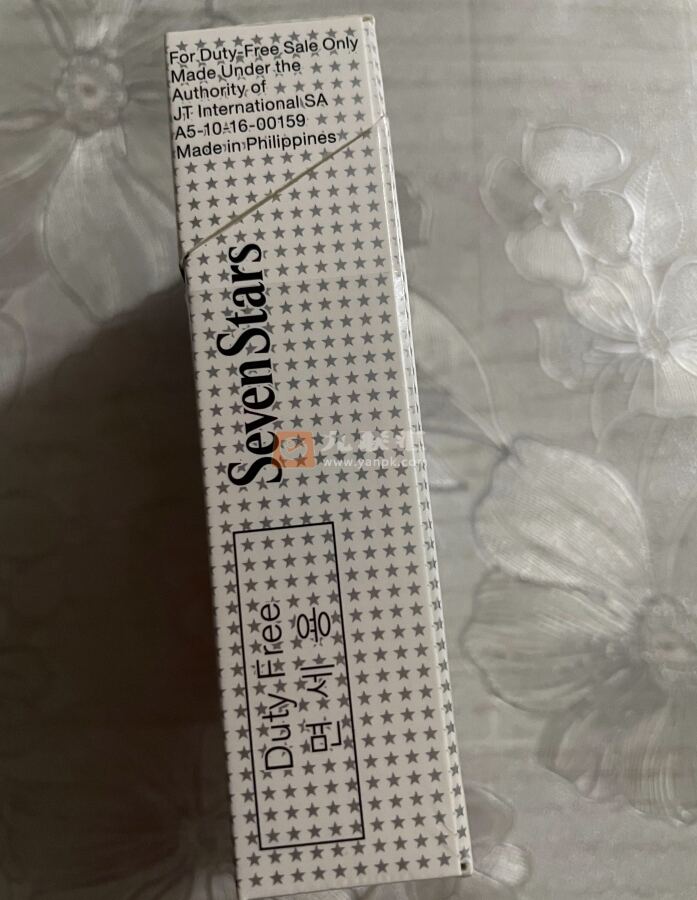 For Duty-Free Sale Only
Made Under the
Authority of
JT International SA
A5-10-16-00159
Made in Philippines
Seven Stars
Duty Free
면세용
www.yanpk.com